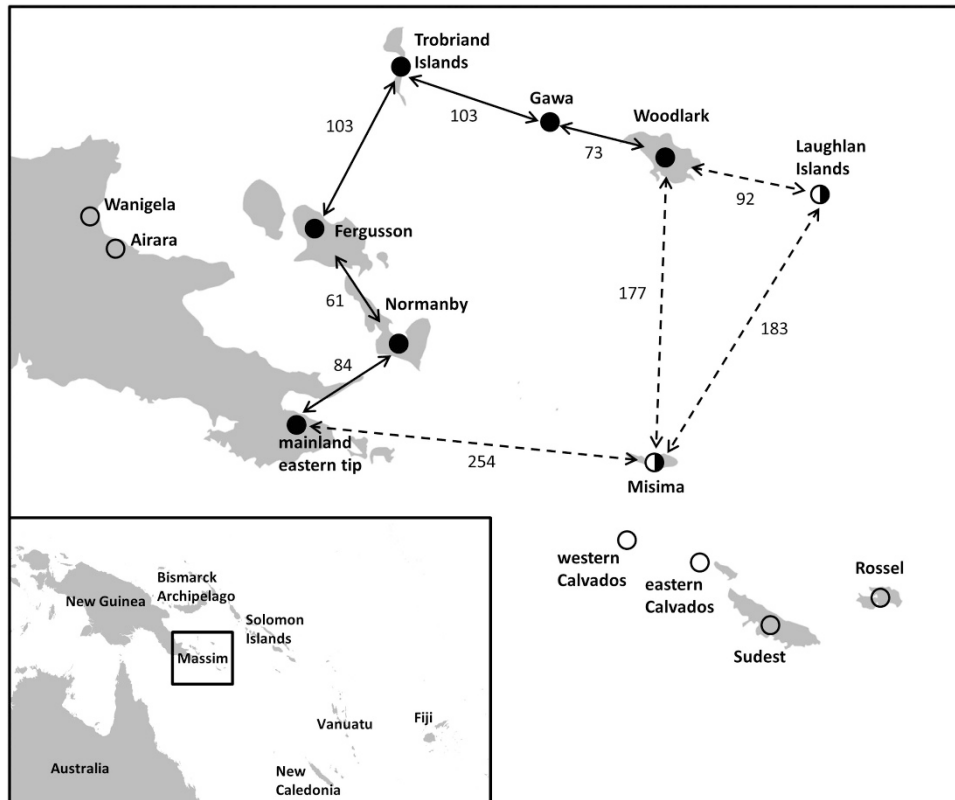 Trobriand
Islands
103
103
Gawa
73
Woodlark
Laughlan
Islands
92
Wanigela
Airara
Fergusson
61
Normanby
84
177
183
mainland
eastern tip
254
Misima
western
Calvados
eastern
Calvados
Rossel
Sudest
New Guinea
Bismarck
Archipelago
Solomon
Islands
Massim
Vanuatu
Fiji
Australia
New
Caledonia